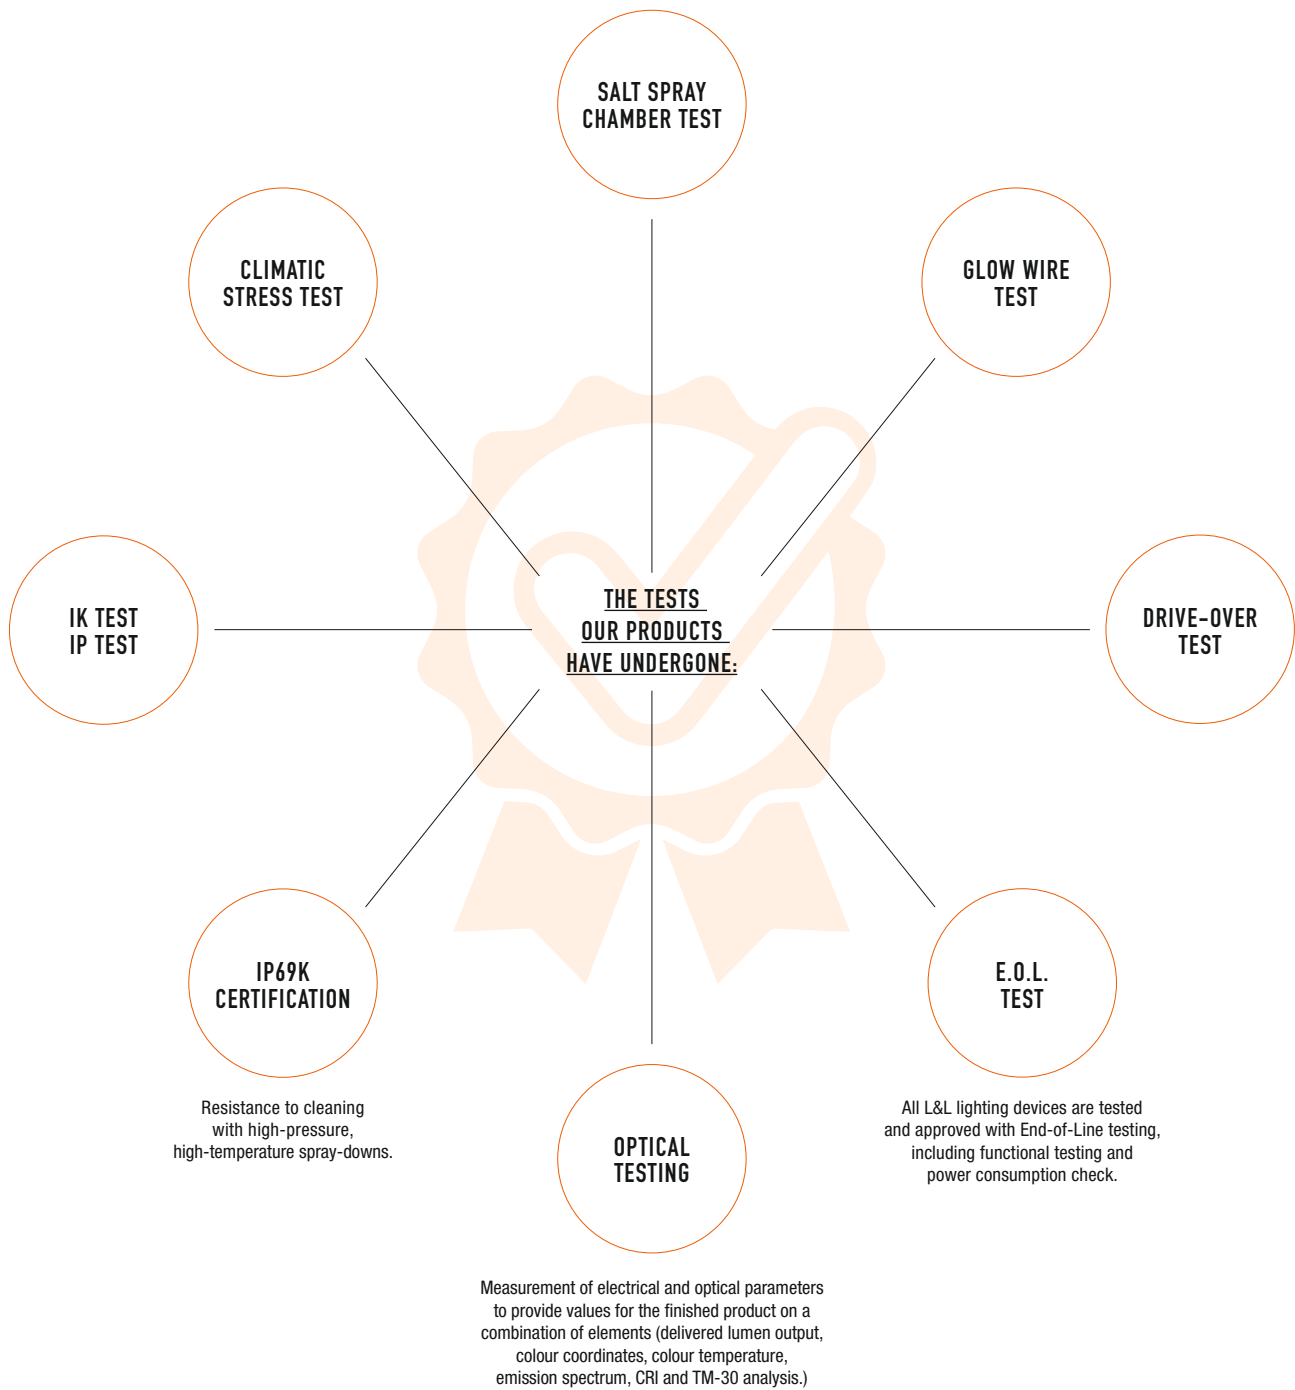 SALT SPRAY
CHAMBER TEST
CLIMATIC
STRESS TEST
GLOW WIRE
TEST
IK TEST
IP TEST
THE TESTS
OUR PRODUCTS
HAVE UNDERGONE:
DRIVE-OVER
TEST
IP69K
CERTIFICATION
Resistance to cleaning
with high-pressure,
high-temperature spray-downs.
E.O.L.
TEST
All L&L lighting devices are tested
and approved with End-of-Line testing,
including functional testing and
power consumption check.
OPTICAL
TESTING
Measurement of electrical and optical parameters
to provide values for the finished product on a
combination of elements (delivered lumen output,
colour coordinates, colour temperature,
emission spectrum, CRI and TM-30 analysis.)